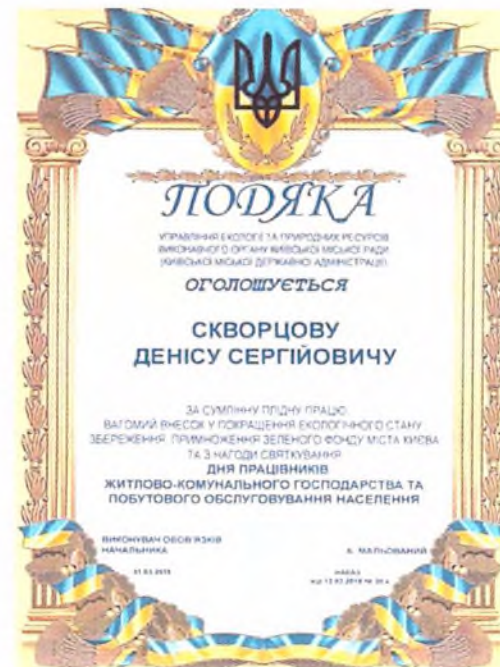 ПОДЯКА
УПРАВЛІННЯ ЕКОЛОГІЇ ТА ПРИРОДНИХ РЕСУРСІВ
ВИКОНАВЧОГО ОРГАНУ КИЇВСЬКОЇ МІСЬКОЇ РАДИ
(КИЇВСЬКОЇ МІСЬКОЇ ДЕРЖАВНОЇ АДМІНІСТРАЦІЇ)
ОГОЛОШУЄТЬСЯ
СКВОРЦОВУ
ДЕНІСУ СЕРГІЙОВИЧУ
ЗА СУМЛІННУ ПЛІДНУ ПРАЦЮ
ВАГОМИЙ ВНЕСОК У ПОКРАЩЕННЯ ЕКОЛОГІЧНОГО СТАНУ
ЗБЕРЕЖЕННЯ ПРИМНОЖЕННЯ ЗЕЛЕНОГО ФОНДУ МІСТА КИЄВА
ТА З НАГОДИ СВЯТКУВАННЯ
ДНЯ ПРАЦІВНИКІВ
ЖИТЛОВО-КОМУНАЛЬНОГО ГОСПОДАРСТВА ТА
ПОБУТОВОГО ОБСЛУГОВУВАННЯ НАСЕЛЕННЯ
ВИКОНУВАЧ ОБОВ'ЯЗКІВ
НАЧАЛЬНИКА
МАЛЬОВАНИЙ
НАКАЗ
від